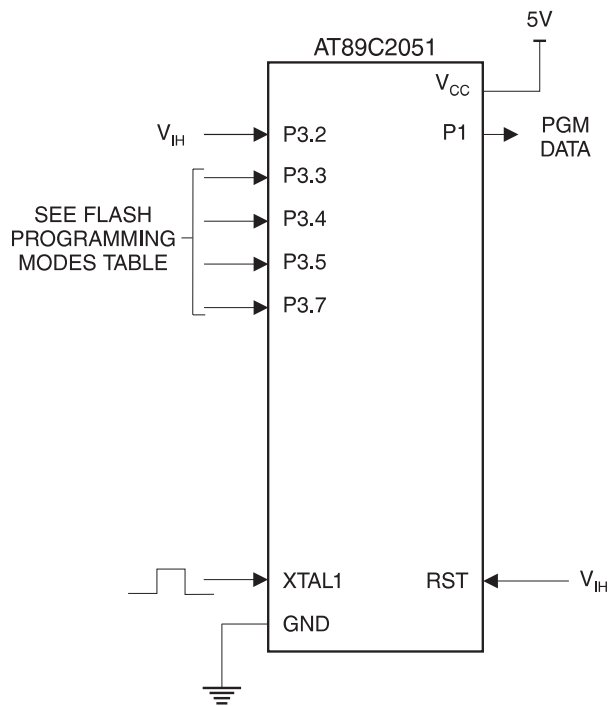 5V
AT89C2051
VCC
VIH
P3.2
P1
PGM
DATA
P3.3
SEE FLASH
PROGRAMMING
MODES TABLE
P3.4
P3.5
P3.7
XTAL1
RST
VIH
GND